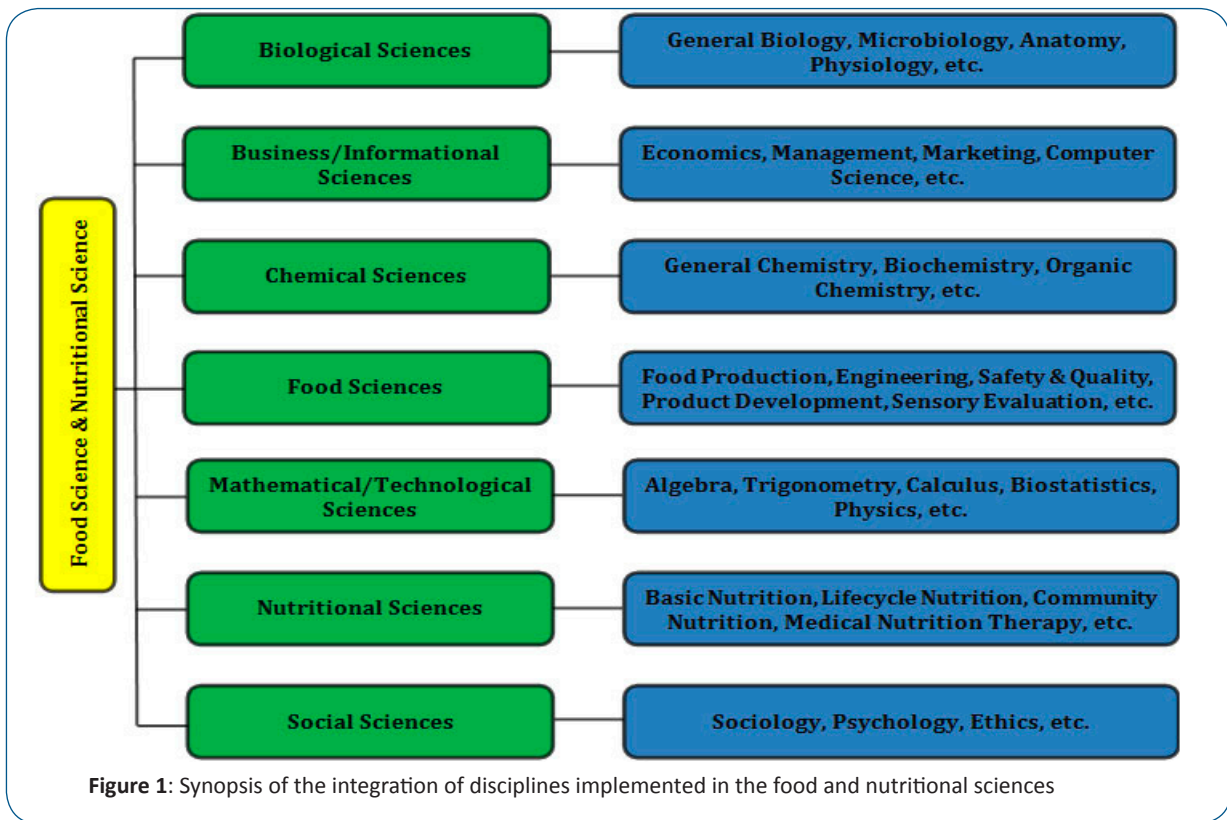 Food Science & Nutritional Science
Biological Sciences
General Biology, Microbiology, Anatomy,
Physiology, etc.
Business/Informational
Sciences
Economics, Management, Marketing, Computer
Science, etc.
Chemical Sciences
General Chemistry, Biochemistry, Organic
Chemistry, etc.
Food Sciences
Food Production, Engineering, Safety & Quality,
Product Development, Sensory Evaluation, etc.
Mathematical/Technological
Sciences
Algebra, Trigonometry, Calculus, Biostatistics,
Physics, etc.
Nutritional Sciences
Basic Nutrition, Lifecycle Nutrition, Community
Nutrition, Medical Nutrition Therapy, etc.
Social Sciences
Sociology, Psychology, Ethics, etc.
Figure 1: Synopsis of the integration of disciplines implemented in the food and nutritional sciences